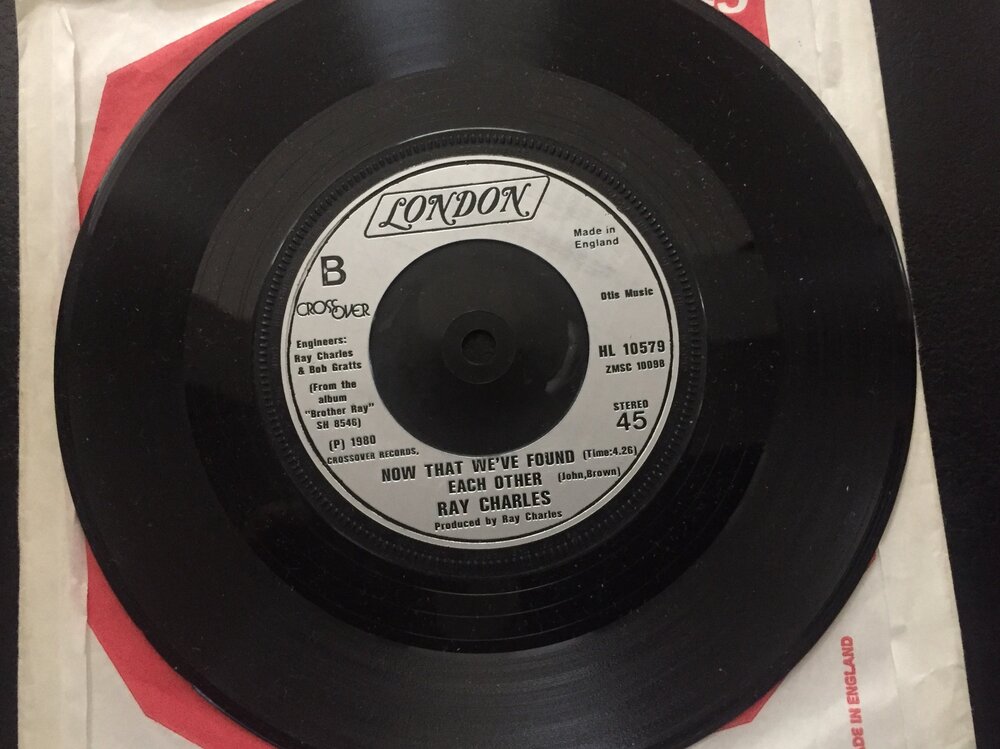 LONDON
Made in
England
B
CROSSOVER
Otis Music
Engineers:
Ray Charles
& Bob Gratts
HL 10579
ZMSC 10098
(From the
album
"Brother Ray"
SH 8546)
STEREO
45
(P) 1980
CROSSOVER RECORDS,
NOW THAT WE'VE FOUND (Time:4.26)
EACH OTHER (John,Brown)
RAY CHARLES
Produced by Ray Charles
DE IN ENGLAND